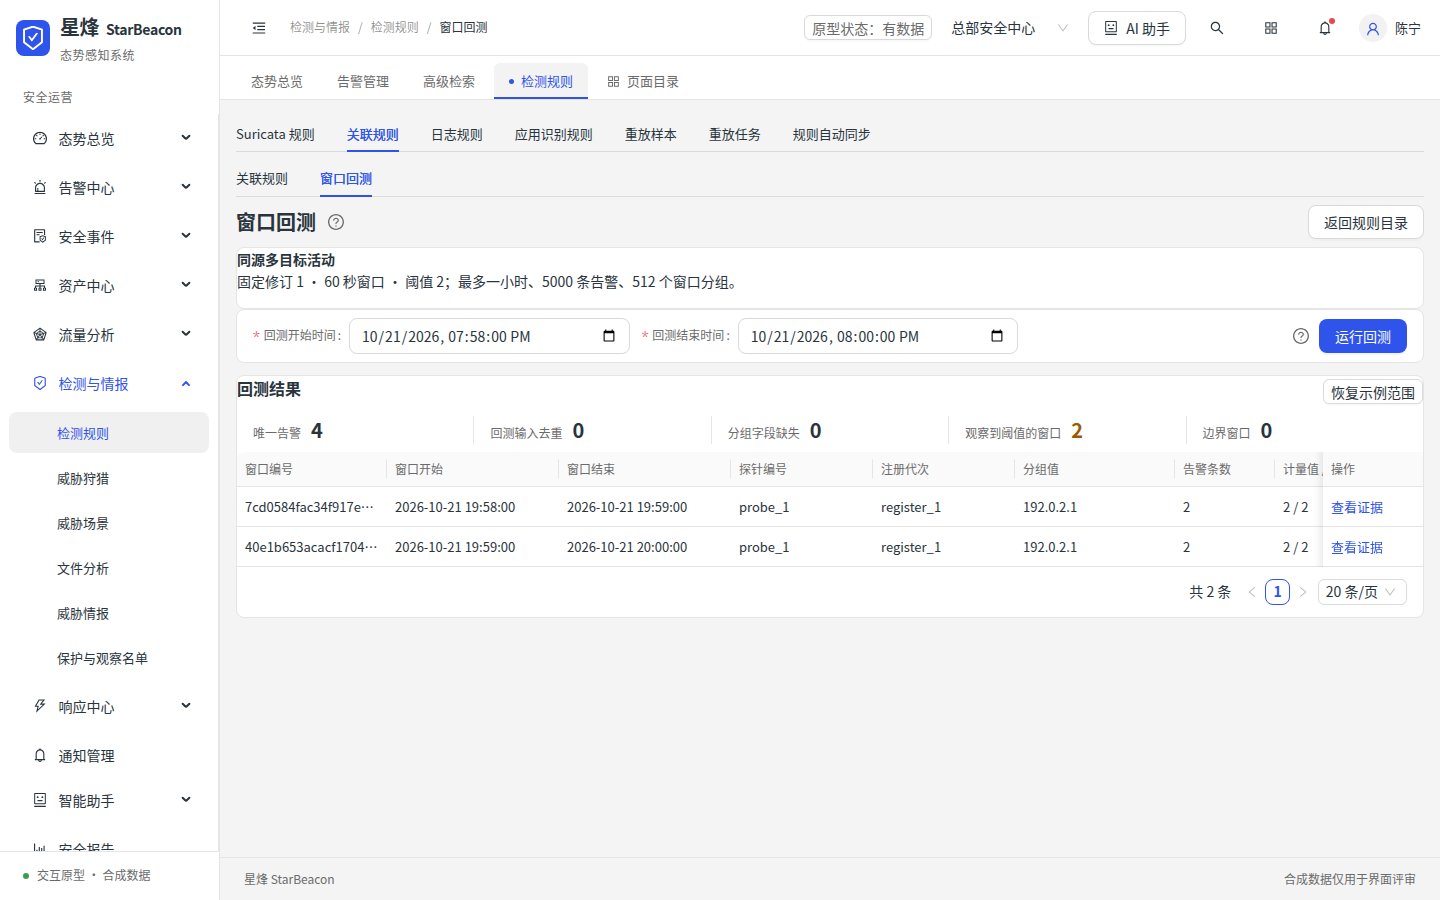 星烽 StarBeacon
态势感知系统
安全运营
态势总览
告警中心
安全事件
资产中心
流量分析
检测与情报
检测规则
威胁狩猎
威胁场景
文件分析
威胁情报
保护与观察名单
响应中心
通知管理
智能助手
安全报告
交互原型 · 合成数据
检测与情报 / 检测规则 / 窗口回测
原型状态：有数据
总部安全中心
AI 助手
陈宁
态势总览 告警管理 高级检索 检测规则 页面目录
Suricata 规则 关联规则 日志规则 应用识别规则 重放样本 重放任务 规则自动同步
关联规则 窗口回测
窗口回测
返回规则目录
同源多目标活动
固定修订 1 · 60 秒窗口 · 阈值 2；最多一小时、5000 条告警、512 个窗口分组。
* 回测开始时间： 10/21/2026, 07:58:00 PM * 回测结束时间： 10/21/2026, 08:00:00 PM 运行回测
回测结果 恢复示例范围
唯一告警 4 回测输入去重 0 分组字段缺失 0 观察到阈值的窗口 2 边界窗口 0
窗口编号 窗口开始 窗口结束 探针编号 注册代次 分组值 告警条数 计量值 操作
7cd0584fac34f917e··· 2026-10-21 19:58:00 2026-10-21 19:59:00 probe_1 register_1 192.0.2.1 2 2 / 2 查看证据
40e1b653acacf1704··· 2026-10-21 19:59:00 2026-10-21 20:00:00 probe_1 register_1 192.0.2.1 2 2 / 2 查看证据
共 2 条 1 20 条/页
星烽 StarBeacon 合成数据仅用于界面评审